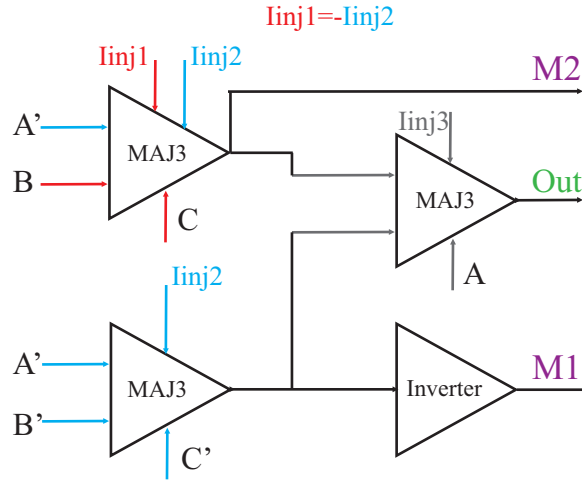 Iinj1=-Iinj2
Iinj1 Iinj2
M2
A'
Iinj3
MAJ3
B
MAJ3
Out
C
A
Iinj2
A'
M1
MAJ3
Inverter
B'
C'